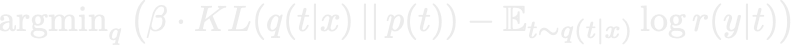 argmin_q (β · KL(q(t|x) || p(t)) − 𝔼_{t∼q(t|x)} log r(y|t))